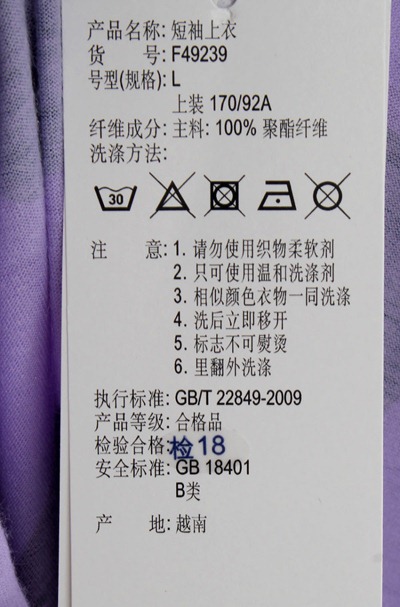 产品名称: 短袖上衣
货 号: F49239
号型(规格): L
上装 170/92A
纤维成分: 主料: 100% 聚酯纤维
洗涤方法:
30
注 意: 1. 请勿使用织物柔软剂
2. 只可使用温和洗涤剂
3. 相似颜色衣物一同洗涤
4. 洗后立即移开
5. 标志不可熨烫
6. 里翻外洗涤
执行标准: GB/T 22849-2009
产品等级: 合格品
检验合格: 检18
安全标准: GB 18401
B类
产 地: 越南